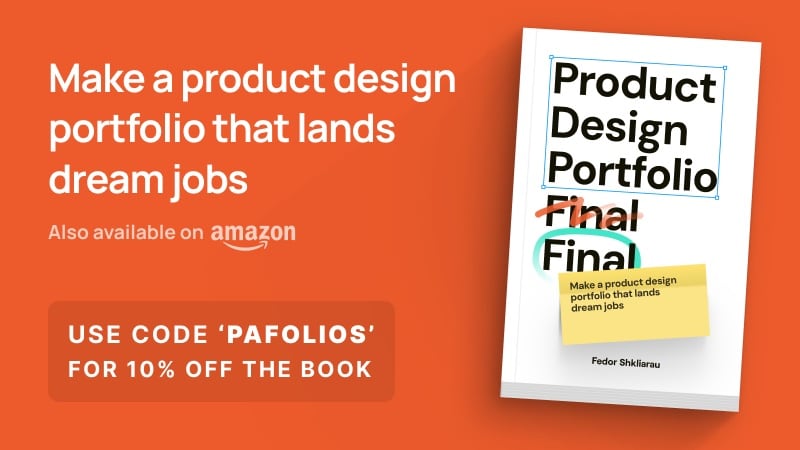 Make a product design
portfolio that lands
dream jobs
Also available on amazon
USE CODE ‘PAFOLIOS’
FOR 10% OFF THE BOOK
Product
Design
Portfolio
Final
Final
Make a product design
portfolio that lands
dream jobs
Fedor Shkliarau